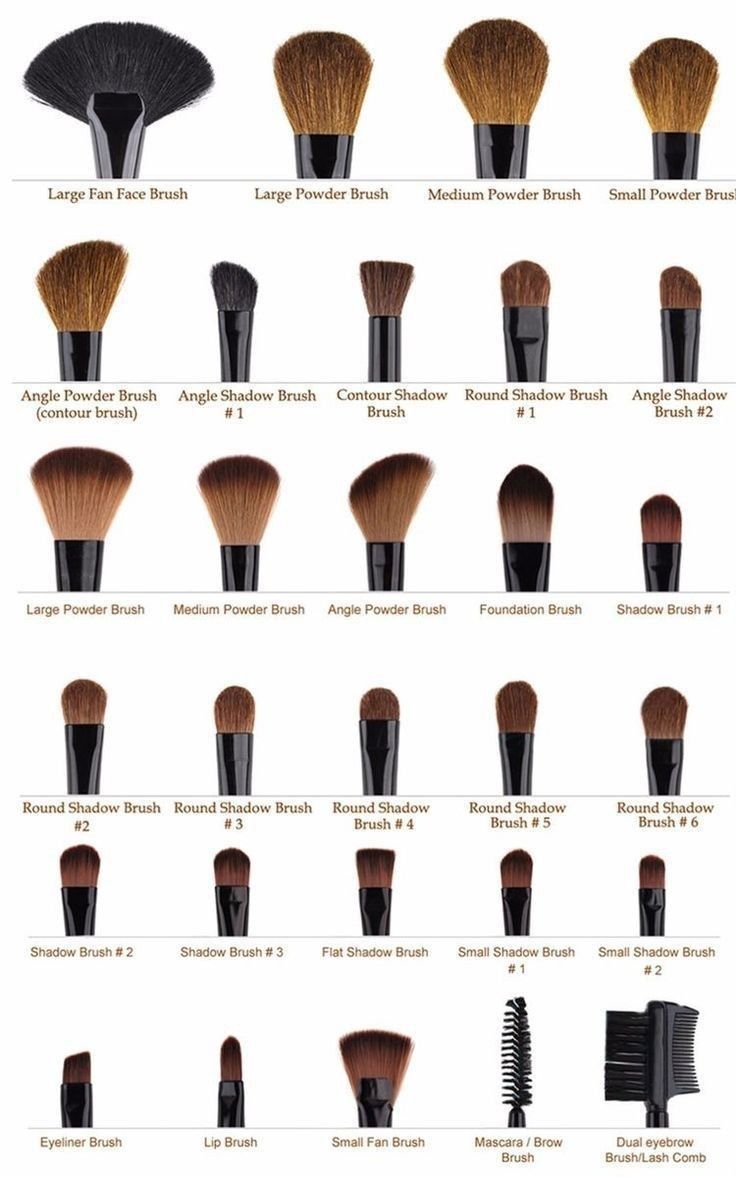 Large Fan Face Brush Large Powder Brush Medium Powder Brush Small Powder Brus
Angle Powder Brush Angle Shadow Brush Contour Shadow Round Shadow Brush Angle Shadow
(contour brush) # 1 Brush # 1 Brush #2
Large Powder Brush Medium Powder Brush Angle Powder Brush Foundation Brush Shadow Brush # 1
Round Shadow Brush Round Shadow Brush Round Shadow Round Shadow Round Shadow
#2 # 3 Brush # 4 Brush # 5 Brush # 6
Shadow Brush # 2 Shadow Brush # 3 Flat Shadow Brush Small Shadow Brush Small Shadow Brush
# 1 # 2
Eyeliner Brush Lip Brush Small Fan Brush Mascara / Brow Dual eyebrow
Brush Brush/Lash Comb